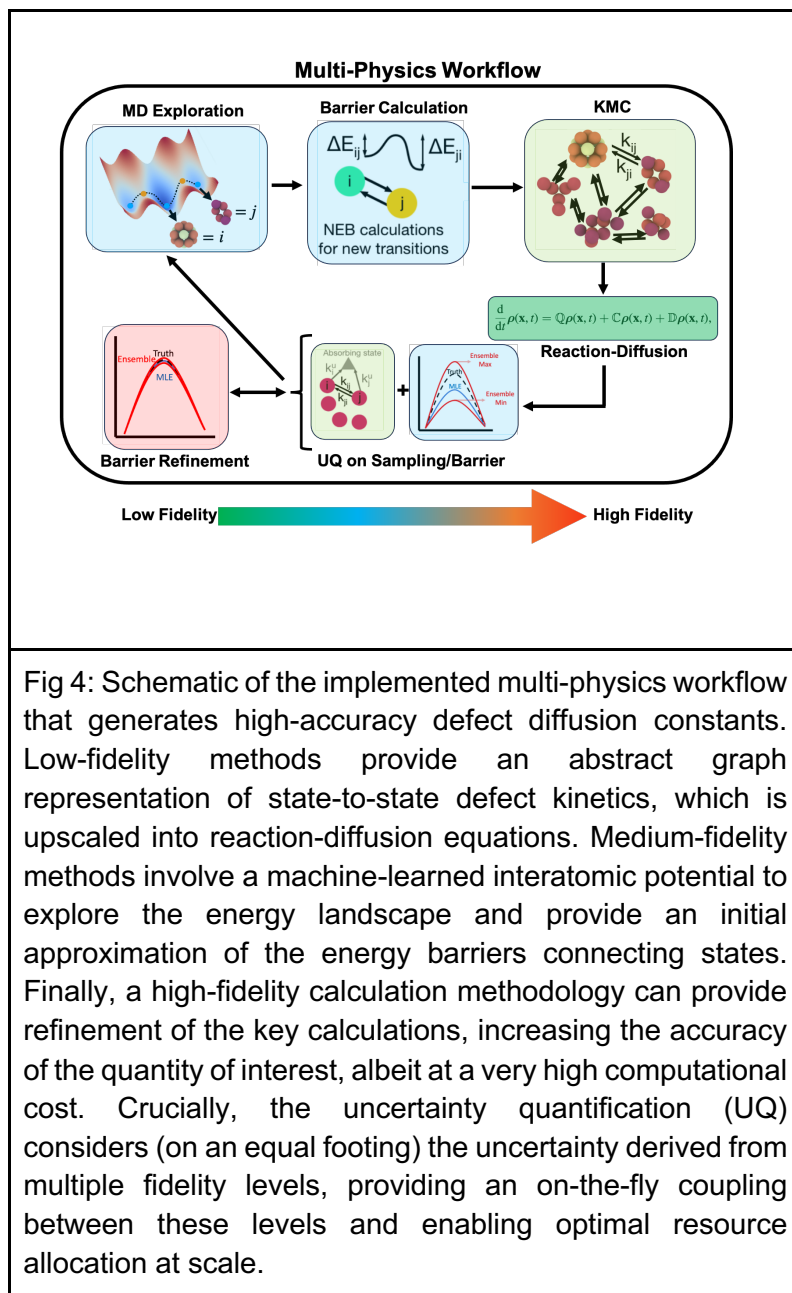 Multi-Physics Workflow
MD Exploration
= j
= i
Barrier Calculation
ΔEij
ΔEji
i
j
NEB calculations
for new transitions
KMC
kij
kji
d/dt ρ(x, t) = ℚρ(x, t) + ℂρ(x, t) + 𝔻ρ(x, t),
Reaction-Diffusion
Ensemble
Truth
MLE
Barrier Refinement
Absorbing state
i
kij
kji
j
+
Ensemble
Max
Truth
MLE
Ensemble
Min
UQ on Sampling/Barrier
Low Fidelity
High Fidelity
Fig 4: Schematic of the implemented multi-physics workflow
that generates high-accuracy defect diffusion constants.
Low-fidelity methods provide an abstract graph
representation of state-to-state defect kinetics, which is
upscaled into reaction-diffusion equations. Medium-fidelity
methods involve a machine-learned interatomic potential to
explore the energy landscape and provide an initial
approximation of the energy barriers connecting states.
Finally, a high-fidelity calculation methodology can provide
refinement of the key calculations, increasing the accuracy
of the quantity of interest, albeit at a very high computational
cost. Crucially, the uncertainty quantification (UQ)
considers (on an equal footing) the uncertainty derived from
multiple fidelity levels, providing an on-the-fly coupling
between these levels and enabling optimal resource
allocation at scale.